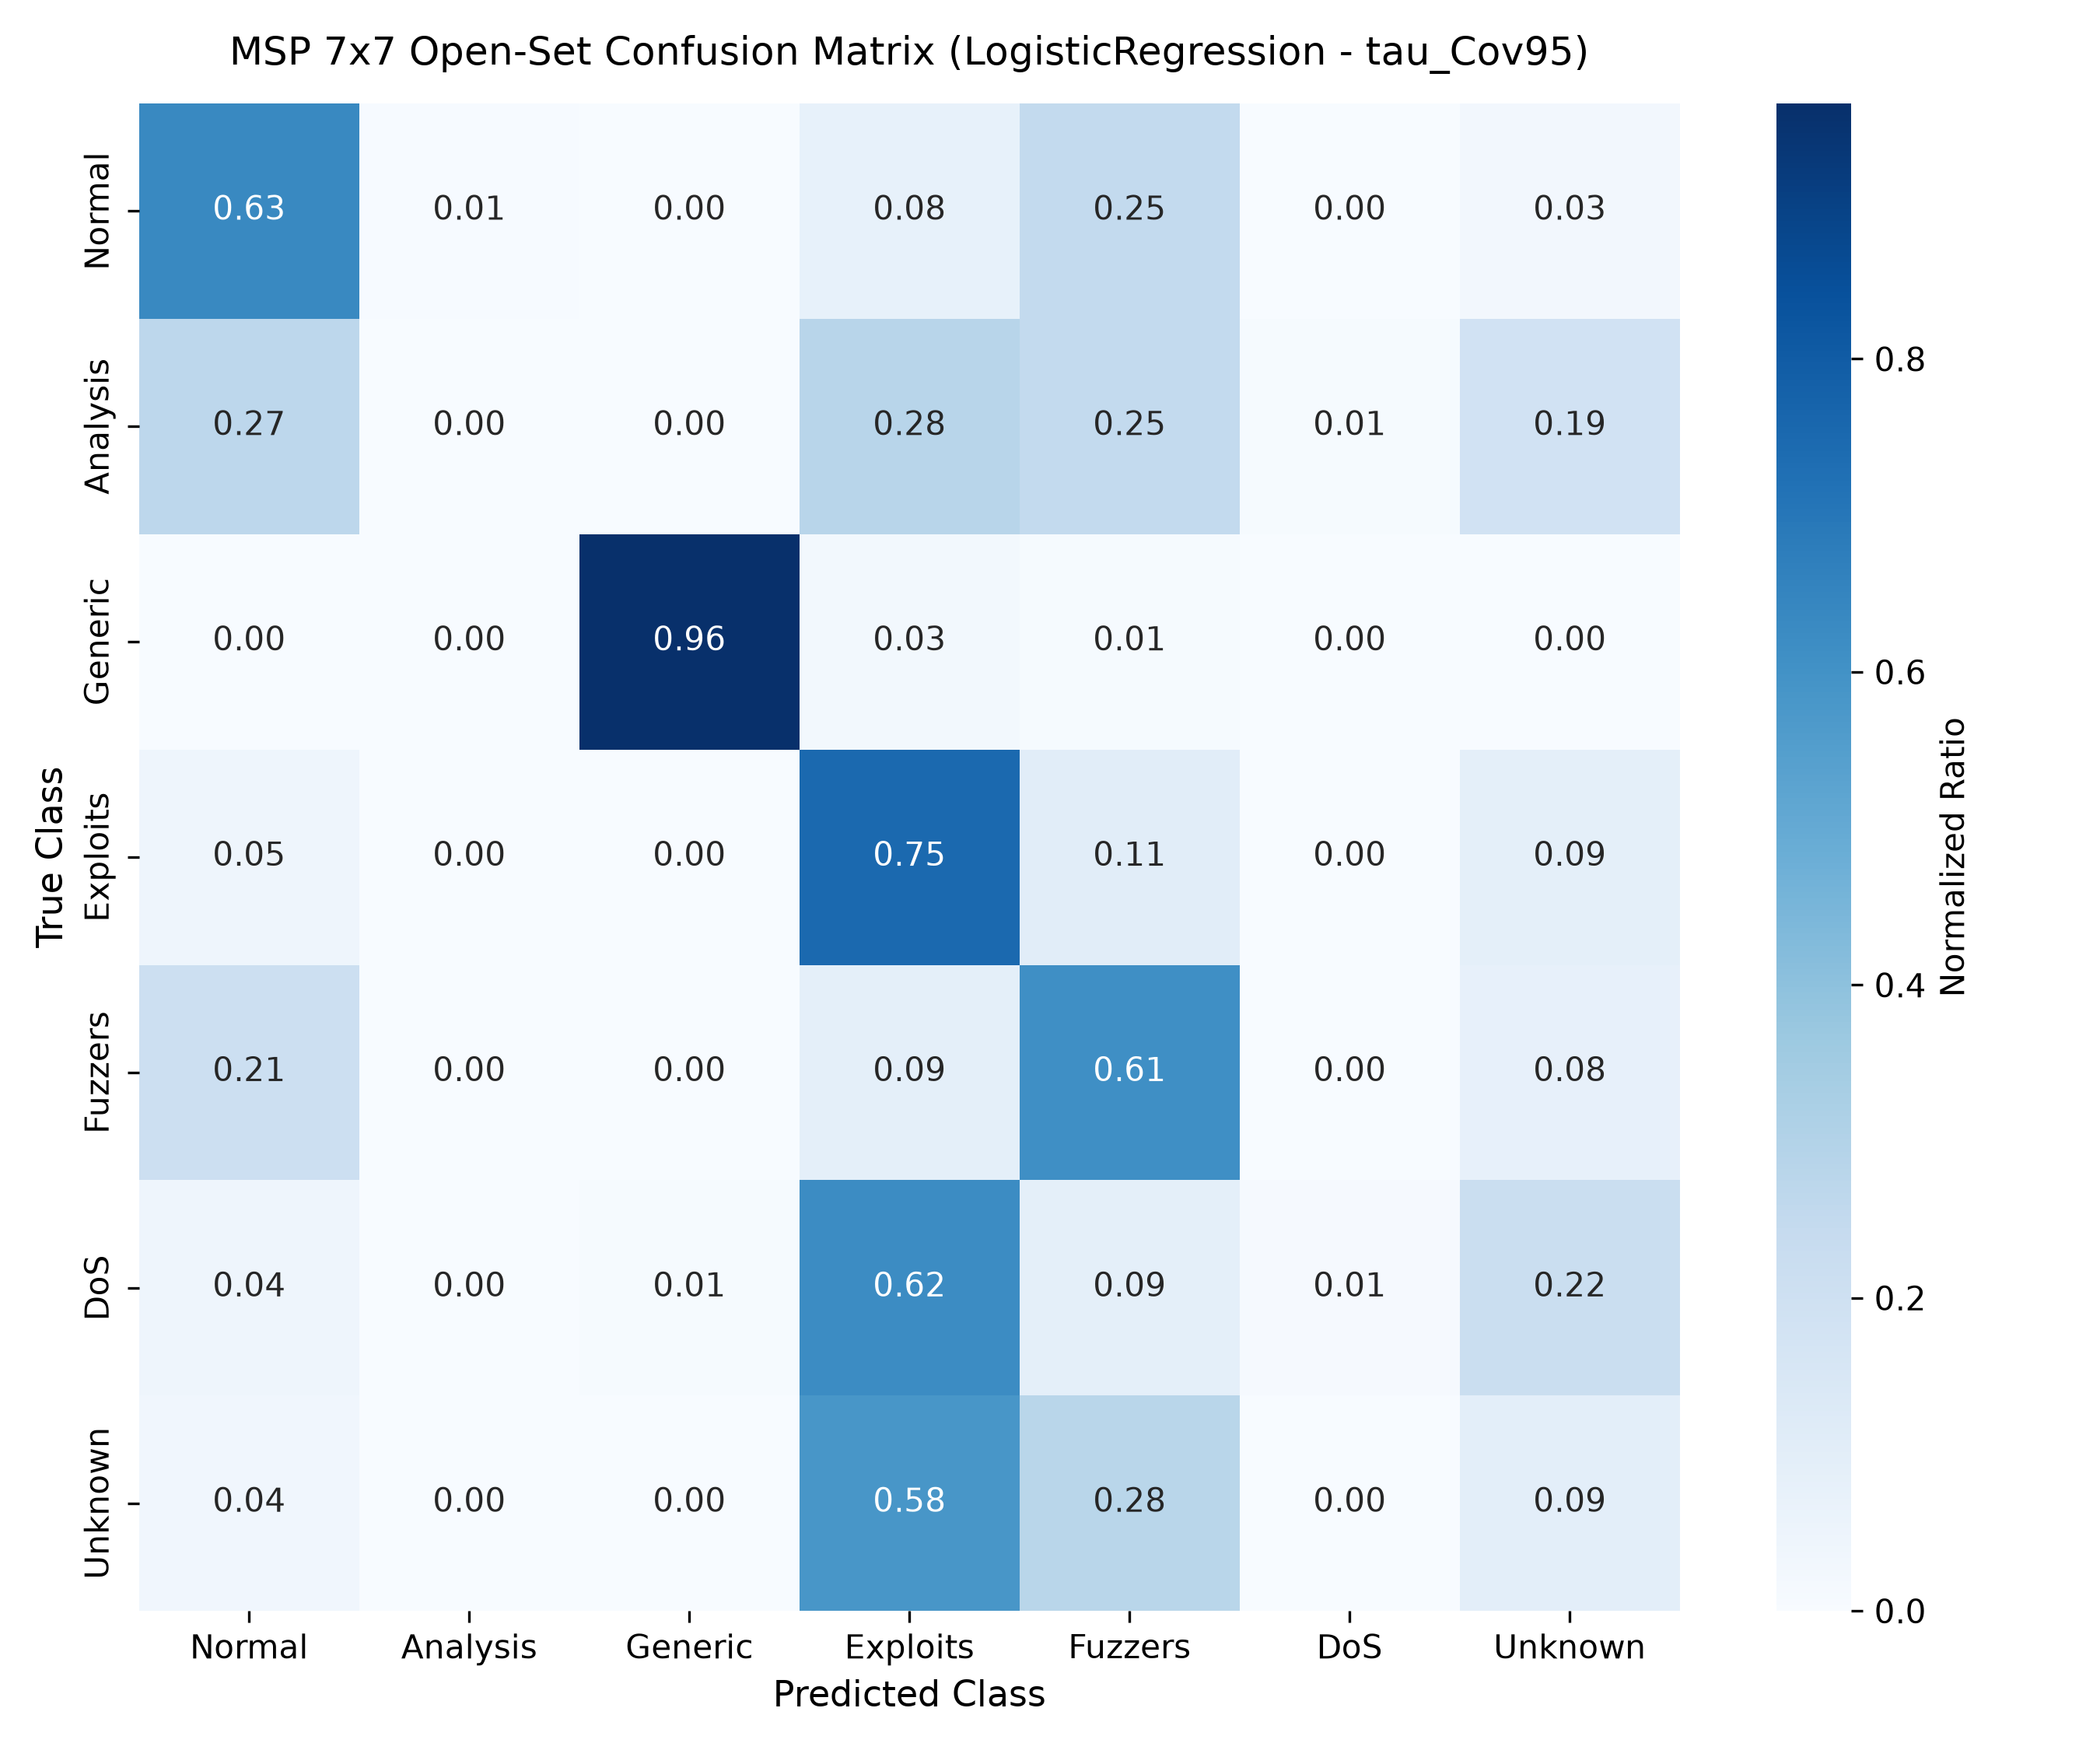 MSP 7x7 Open-Set Confusion Matrix (LogisticRegression - tau_Cov95)
Normal 0.63 0.01 0.00 0.08 0.25 0.00 0.03
Analysis 0.27 0.00 0.00 0.28 0.25 0.01 0.19
Generic 0.00 0.00 0.96 0.03 0.01 0.00 0.00
Exploits 0.05 0.00 0.00 0.75 0.11 0.00 0.09
Fuzzers 0.21 0.00 0.00 0.09 0.61 0.00 0.08
DoS 0.04 0.00 0.01 0.62 0.09 0.01 0.22
Unknown 0.04 0.00 0.00 0.58 0.28 0.00 0.09
True Class
Normal Analysis Generic Exploits Fuzzers DoS Unknown
Predicted Class
0.8
0.6
0.4
0.2
0.0
Normalized Ratio